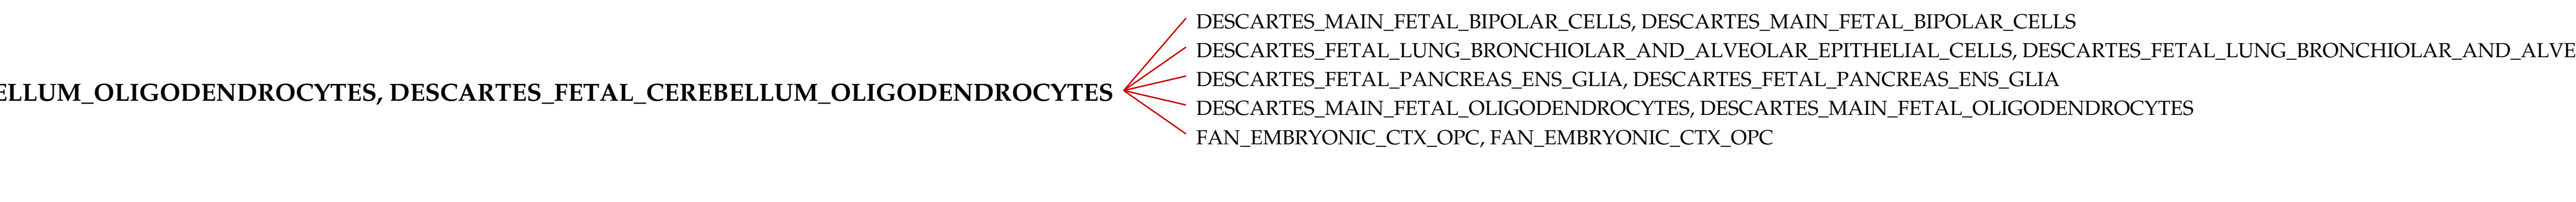 ELLUM_OLIGODENDROCYTES, DESCARTES_FETAL_CEREBELLUM_OLIGODENDROCYTES
DESCARTES_MAIN_FETAL_BIPOLAR_CELLS, DESCARTES_MAIN_FETAL_BIPOLAR_CELLS
DESCARTES_FETAL_LUNG_BRONCHIOLAR_AND_ALVEOLAR_EPITHELIAL_CELLS, DESCARTES_FETAL_LUNG_BRONCHIOLAR_AND_ALVE
DESCARTES_FETAL_PANCREAS_ENS_GLIA, DESCARTES_FETAL_PANCREAS_ENS_GLIA
DESCARTES_MAIN_FETAL_OLIGODENDROCYTES, DESCARTES_MAIN_FETAL_OLIGODENDROCYTES
FAN_EMBRYONIC_CTX_OPC, FAN_EMBRYONIC_CTX_OPC